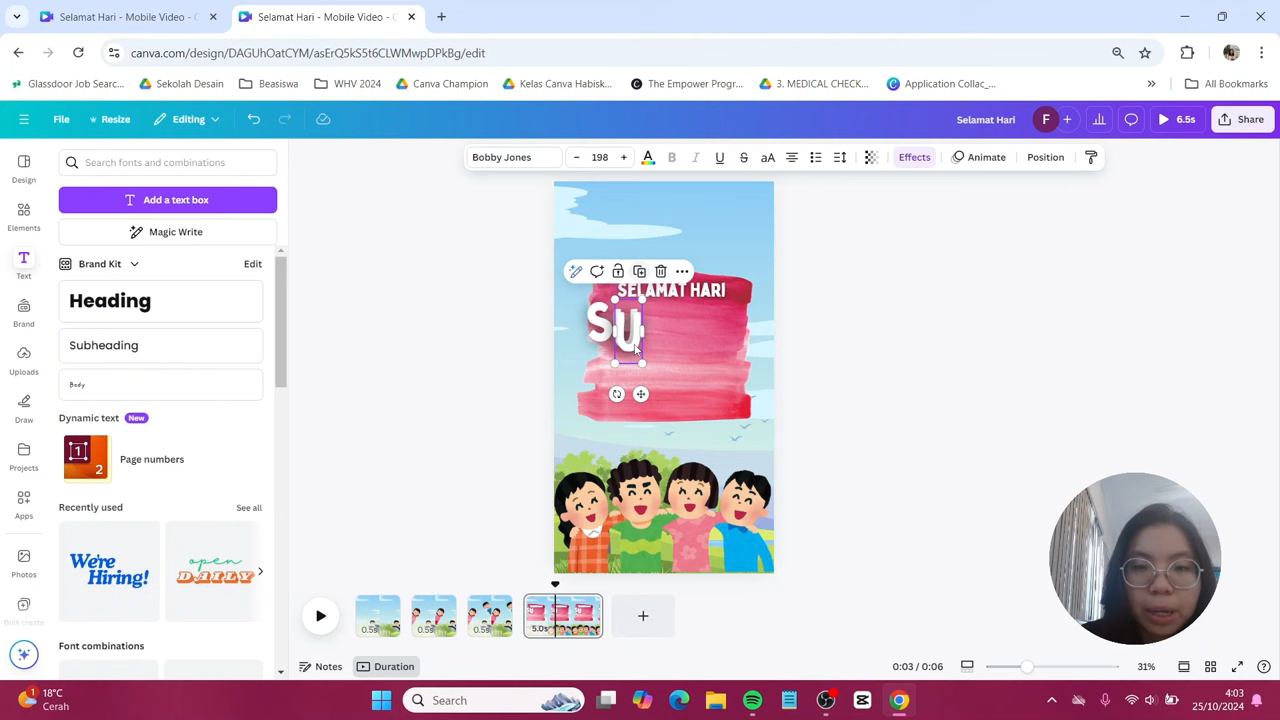 Selamat Hari - Mobile Video - C
Selamat Hari - Mobile Video - C
canva.com/design/DAGUhOatCYM/asErQ5kS5t6CLWMwpDPkBg/edit
Glassdoor Job Searc...
Sekolah Desain
Beasiswa
WHV 2024
Canva Champion
Kelas Canva Habisk...
The Empower Progr...
3. MEDICAL CHECK...
Application Collac_...
All Bookmarks
File
Resize
Editing
Selamat Hari
F
6.5s
Share
Search fonts and combinations
Bobby Jones
198
A
B
I
U
S
aA
Effects
Animate
Position
Design
Add a text box
Elements
Magic Write
Text
Brand Kit
Edit
Heading
SELAMAT HARI
SU
Brand
Subheading
Uploads
Body
Draw
Dynamic text
New
1
2
Page numbers
Projects
Apps
Recently used
See all
We're Hiring!
open DAILY
Photos
Bulk create
0.5s
0.5s
0.5s
5.0s
Font combinations
Notes
Duration
0:03 / 0:06
31%
18°C
Cerah
1
Search
4:03
25/10/2024